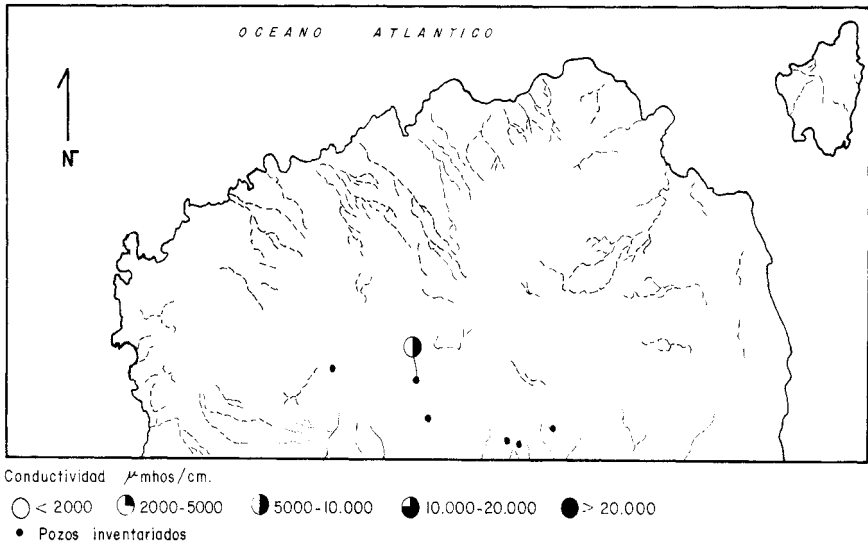 OCEANO ATLANTICO
N
Conductividad μmhos/cm.
< 2000 2000-5000 5000-10.000 10.000-20.000 > 20.000
Pozos inventariados